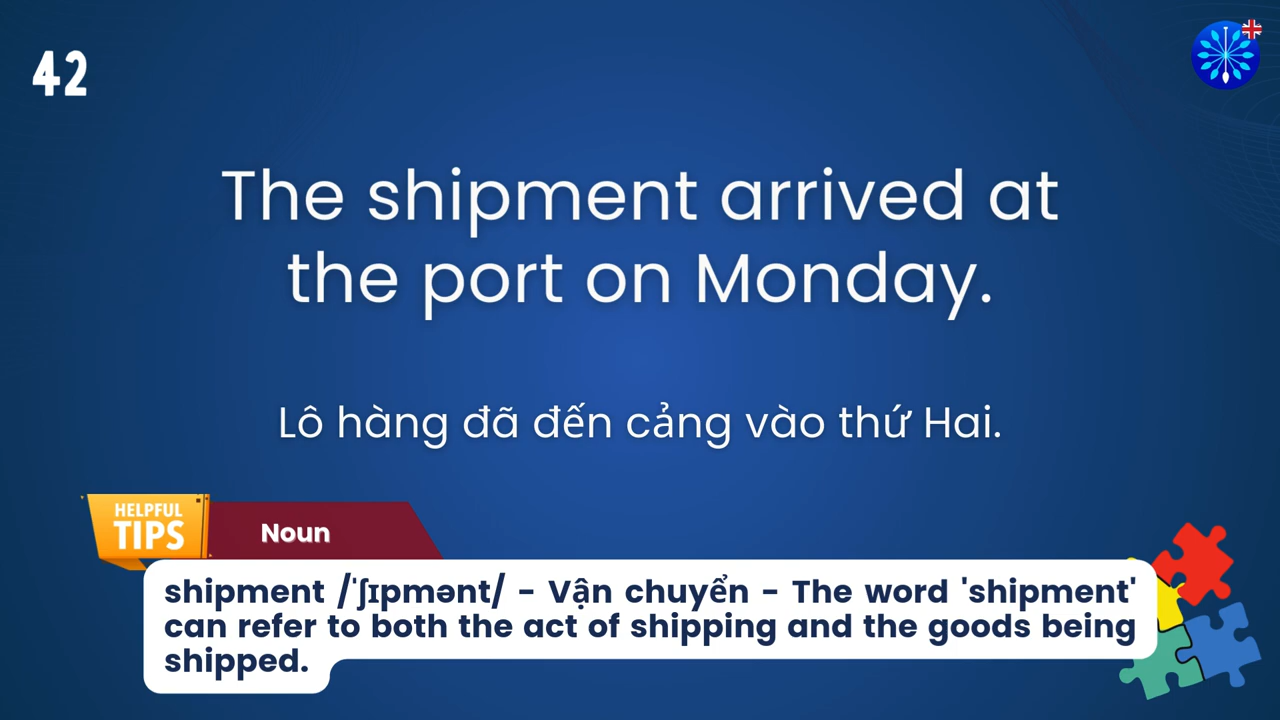 42
The shipment arrived at
the port on Monday.
Lô hàng đã đến cảng vào thứ Hai.
HELPFUL
TIPS
Noun
shipment /ˈʃɪpmənt/ - Vận chuyển - The word 'shipment'
can refer to both the act of shipping and the goods being
shipped.